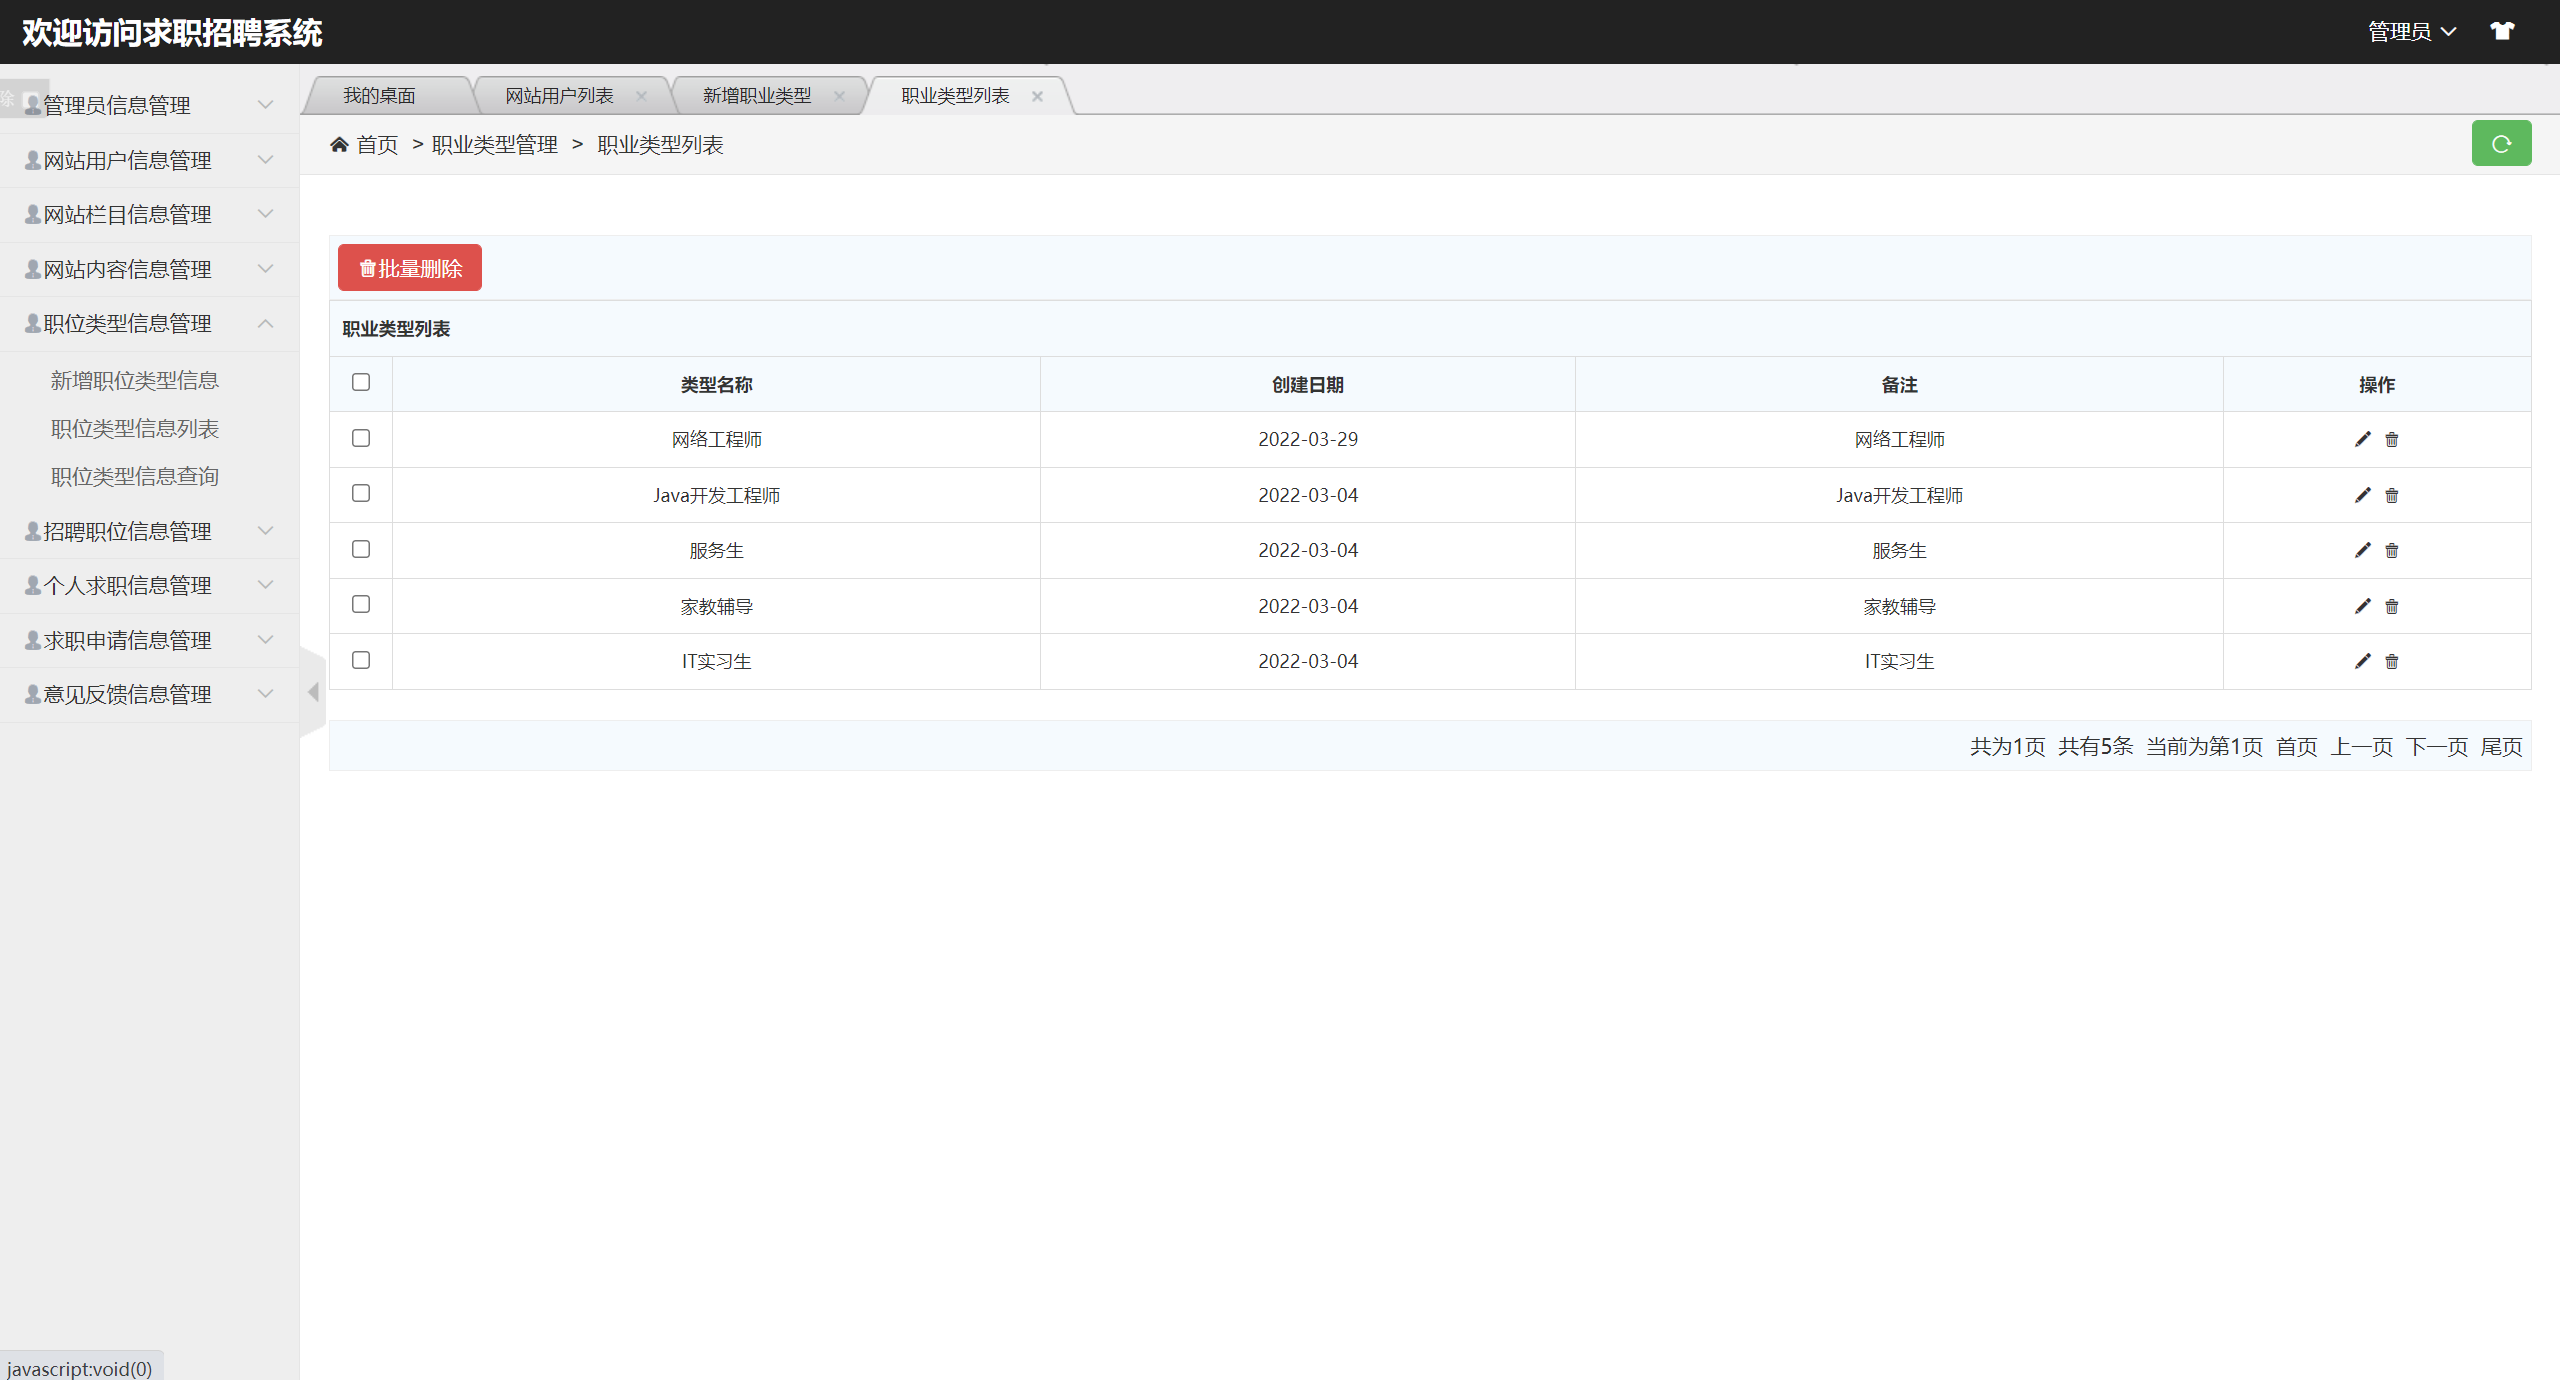 欢迎访问求职招聘系统
管理员
除
管理员信息管理
网站用户信息管理
网站栏目信息管理
网站内容信息管理
职位类型信息管理
新增职位类型信息
职位类型信息列表
职位类型信息查询
招聘职位信息管理
个人求职信息管理
求职申请信息管理
意见反馈信息管理
我的桌面 网站用户列表 新增职业类型 职业类型列表
首页 > 职业类型管理 > 职业类型列表
批量删除
职业类型列表
类型名称 创建日期 备注 操作
网络工程师 2022-03-29 网络工程师
Java开发工程师 2022-03-04 Java开发工程师
服务生 2022-03-04 服务生
家教辅导 2022-03-04 家教辅导
IT实习生 2022-03-04 IT实习生
共为1页 共有5条 当前为第1页 首页 上一页 下一页 尾页
javascript:void(0)